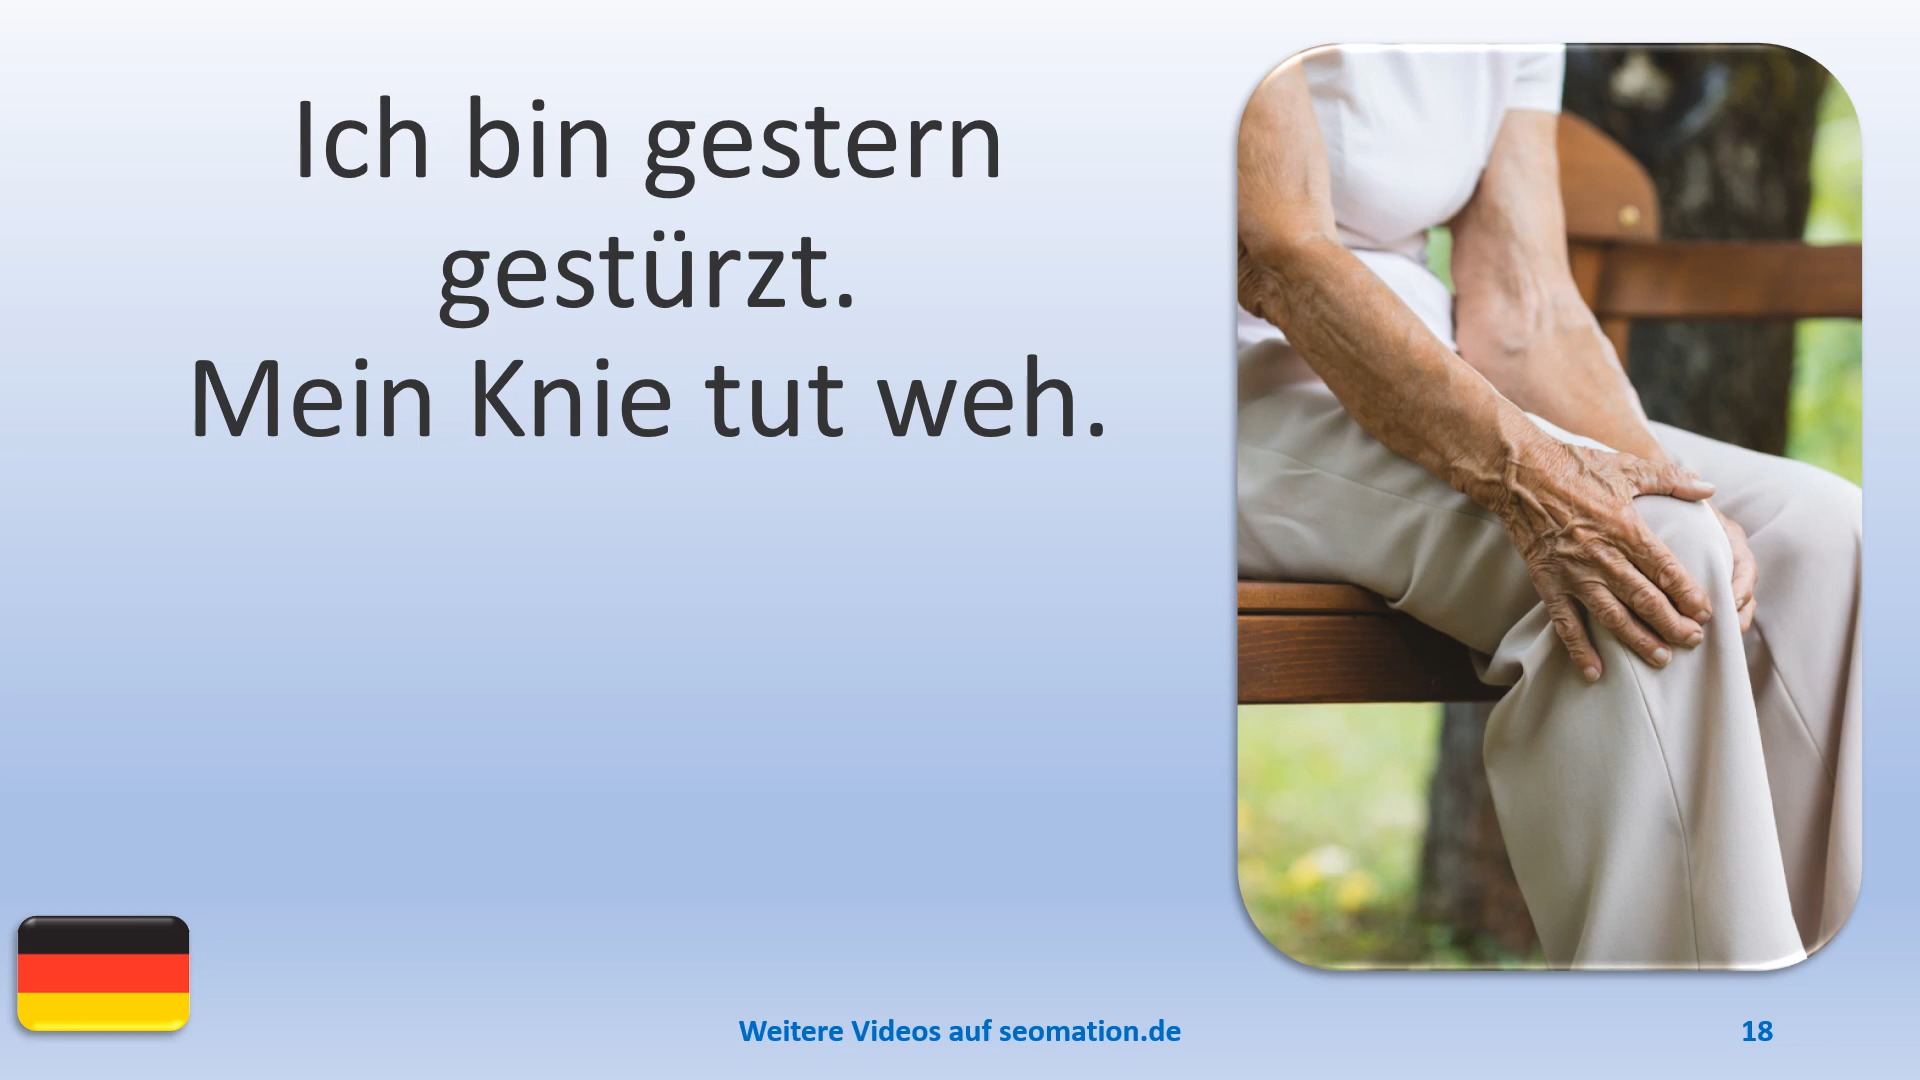 Ich bin gestern
gestürzt.
Mein Knie tut weh.
Weitere Videos auf seomation.de
18